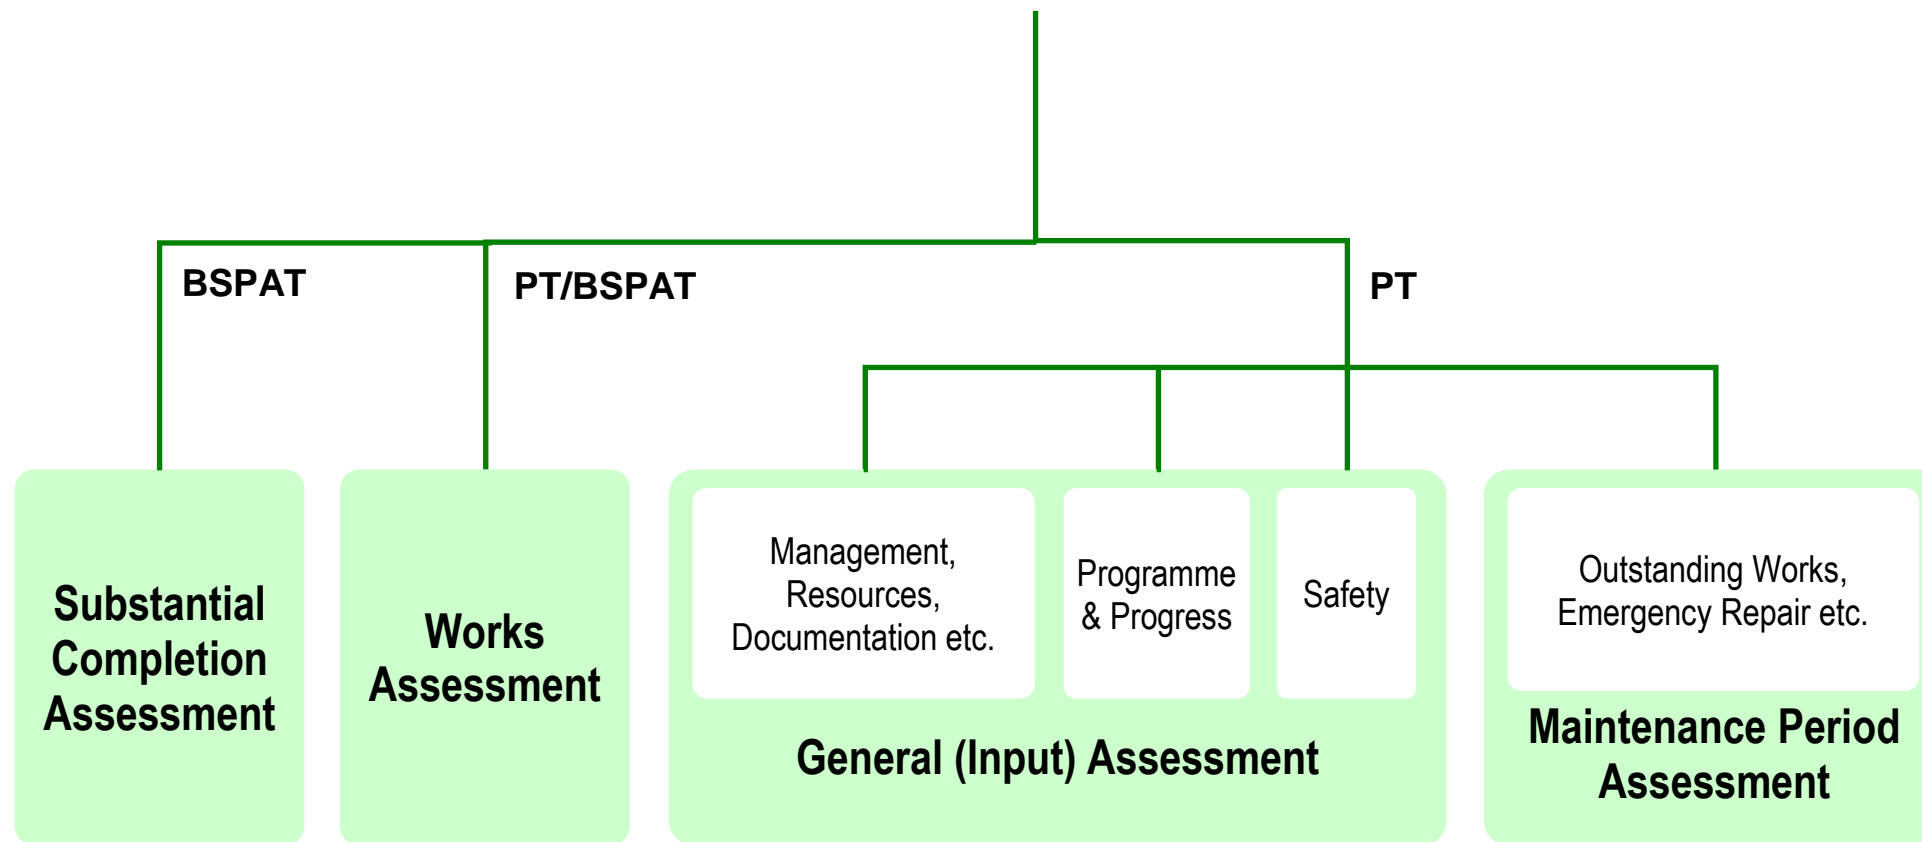 BSPAT
PT/BSPAT
PT
Substantial
Completion
Assessment
Works
Assessment
Management,
Resources,
Documentation etc.
Programme
& Progress
Safety
General (Input) Assessment
Outstanding Works,
Emergency Repair etc.
Maintenance Period
Assessment